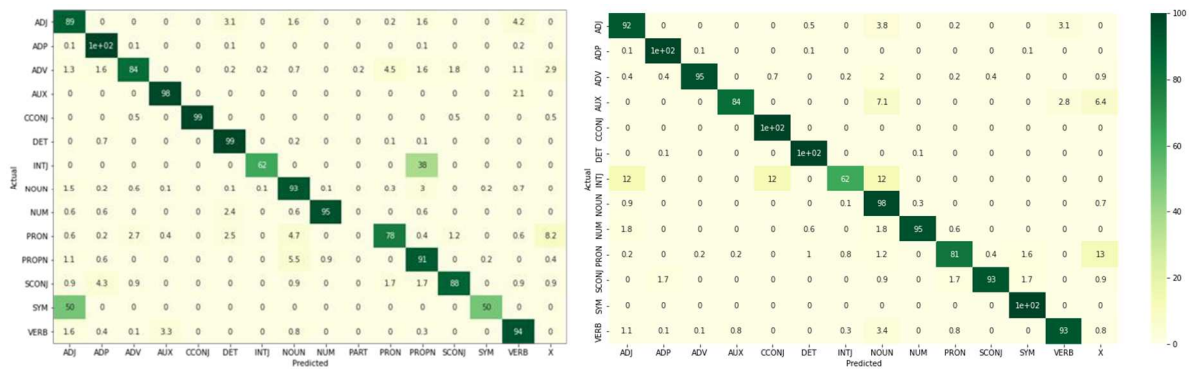 ADJ 89 0 0 0 0 3.1 0 1.6 0 0 0.2 1.6 0 0 4.2 0
ADP 0.1 1e+02 0.1 0 0 0.1 0 0 0 0 0 0.1 0 0 0.2 0
ADV 1.3 1.6 84 0 0 0.2 0.2 0.7 0 0.2 4.5 1.6 1.8 0 1.1 2.9
AUX 0 0 0 98 0 0 0 0 0 0 0 0 0 0 2.1 0
CCONJ 0 0 0.5 0 99 0 0 0 0 0 0 0 0.5 0 0 0.5
DET 0 0.7 0 0 0 99 0 0.2 0 0 0.1 0.1 0 0 0 0
INTJ 0 0 0 0 0 0 62 0 0 0 0 38 0 0 0 0
NOUN 1.5 0.2 0.6 0.1 0 0.1 0.1 93 0.1 0 0.3 3 0 0.2 0.7 0
NUM 0.6 0.6 0 0 0 2.4 0 0.6 95 0 0 0.6 0 0 0 0
PRON 0.6 0.2 2.7 0.4 0 2.5 0 4.7 0 0 78 0.4 1.2 0 0.6 8.2
PROPN 1.1 0.6 0 0 0 0 0 5.5 0.9 0 0 91 0 0.2 0 0.4
SCONJ 0.9 4.3 0.9 0 0 0 0 0.9 0 0 1.7 1.7 88 0 0.9 0.9
SYM 50 0 0 0 0 0 0 0 0 0 0 0 0 50 0 0
VERB 1.6 0.4 0.1 3.3 0 0 0 0.8 0 0 0 0.3 0 0 94 0
ADJ ADP ADV AUX CCONJ DET INTJ NOUN NUM PART PRON PROPN SCONJ SYM VERB X
Predicted
Actual
ADJ 92 0 0 0 0 0.5 0 3.8 0 0.2 0 0 3.1 0
ADP 0.1 1e+02 0.1 0 0 0.1 0 0 0 0 0 0.1 0 0
ADV 0.4 0.4 95 0 0.7 0 0.2 2 0 0.2 0.4 0 0 0.9
AUX 0 0 0 84 0 0 0 7.1 0 0 0 0 2.8 6.4
CCONJ 0 0 0 0 1e+02 0 0 0 0 0 0 0 0 0
DET 0 0.1 0 0 0 1e+02 0 0 0.1 0 0 0 0 0
INTJ 12 0 0 0 12 0 62 12 0 0 0 0 0 0
NOUN 0.9 0 0 0 0 0 0.1 98 0.3 0 0 0 0 0.7
NUM 1.8 0 0 0 0 0.6 0 1.8 95 0.6 0 0 0 0
PRON 0.2 0 0.2 0.2 0 1 0.8 1.2 0 81 0.4 1.6 0 13
SCONJ 0 1.7 0 0 0 0 0 0.9 0 1.7 93 1.7 0 0.9
SYM 0 0 0 0 0 0 0 0 0 0 0 1e+02 0 0
VERB 1.1 0.1 0.1 0.8 0 0 0.3 3.4 0 0.8 0 0 93 0.8
ADJ ADP ADV AUX CCONJ DET INTJ NOUN NUM PRON SCONJ SYM VERB X
Predicted
Actual
100
80
60
40
20
0